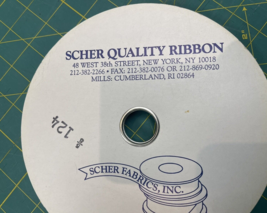 SCHER QUALITY RIBBON
48 WEST 38th STREET, NEW YORK, NY 10018
212-382-2266 • FAX: 212-382-0076 OR 212-869-0920
MILLS: CUMBERLAND, RI 02864
124
SCHER FABRICS, INC.